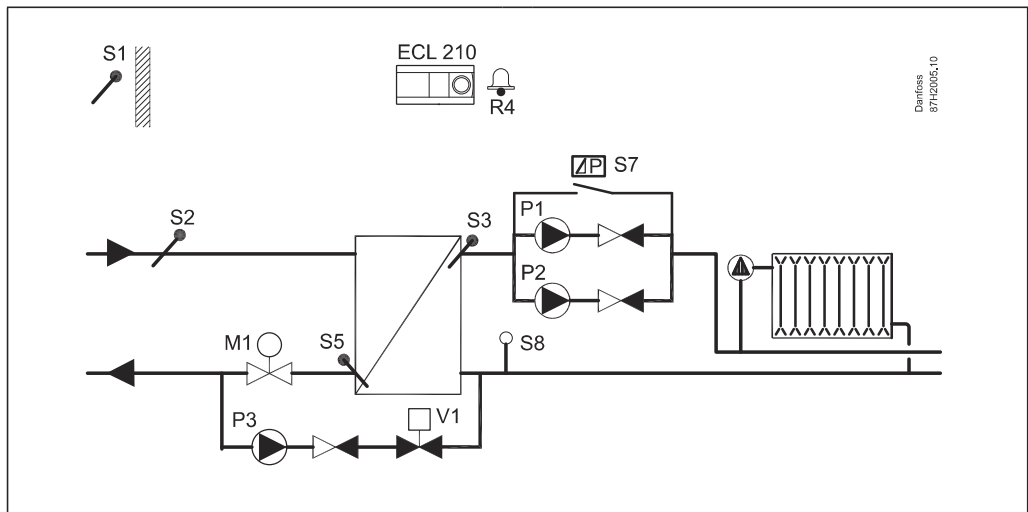 S1
ECL 210
R4
Danfoss
87H2005.10
P S7
S2
S3
P1
P2
M1
S5
S8
P3
V1